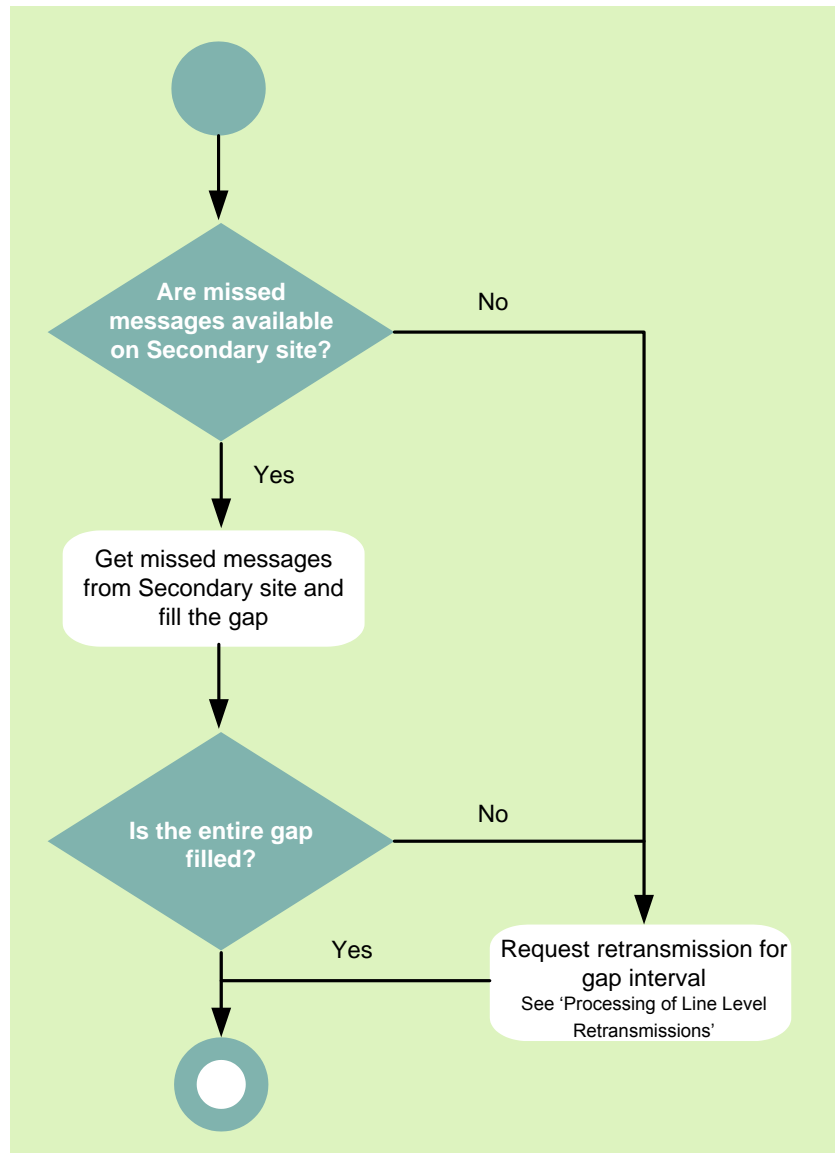 Are missed
messages available
on Secondary site?
No
Yes
Get missed messages
from Secondary site and
fill the gap
Is the entire gap
filled?
No
Yes
Request retransmission for
gap interval
See ‘Processing of Line Level
Retransmissions’